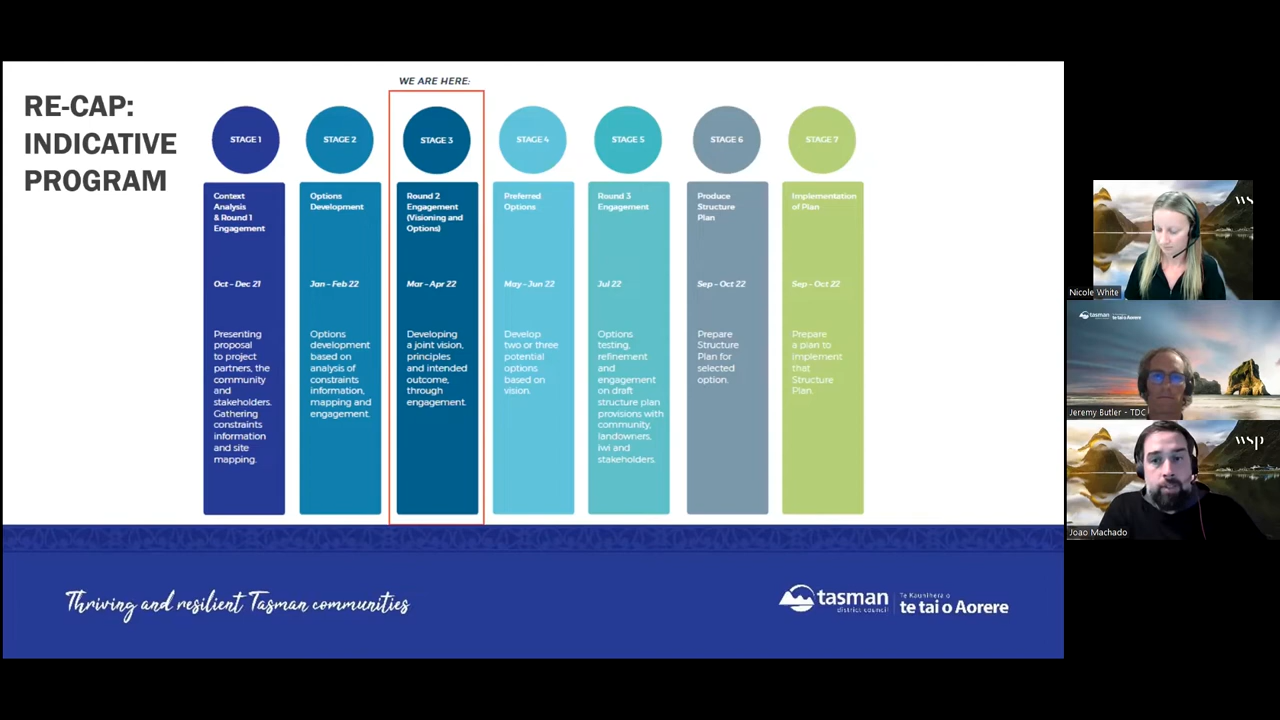 RE-CAP:
INDICATIVE
PROGRAM
WE ARE HERE:
STAGE 1
Context
Analysis
& Round 1
Engagement
Oct – Dec 21
Presenting
proposal
to project
partners, the
community
and
stakeholders.
Gathering
constraints
information
and site
mapping.
STAGE 2
Options
Development
Jan – Feb 22
Options
development
based on
analysis of
constraints
information,
mapping and
engagement.
STAGE 3
Round 2
Engagement
(Visioning and
Options)
Mar – Apr 22
Developing
a joint vision,
principles
and intended
outcome,
through
engagement.
STAGE 4
Preferred
Options
May – Jun 22
Develop
two or three
potential
options
based on
vision.
STAGE 5
Round 3
Engagement
Jul 22
Options
testing,
refinement
and
engagement
on draft
structure plan
provisions with
community,
landowners,
Iwi and
stakeholders.
STAGE 6
Produce
Structure
Plan
Sep – Oct 22
Prepare
Structure
Plan for
selected
option.
STAGE 7
Implementation
of Plan
Sep – Oct 22
Prepare
a plan to
implement
that
Structure
Plan.
Thriving and resilient Tasman communities
tasman
district council
Te Kaunihera o
te tai o Aorere
ws
Nicole White
tasman
te tai o Aorere
Jeremy Butler - TDC
wsp
Joao Machado